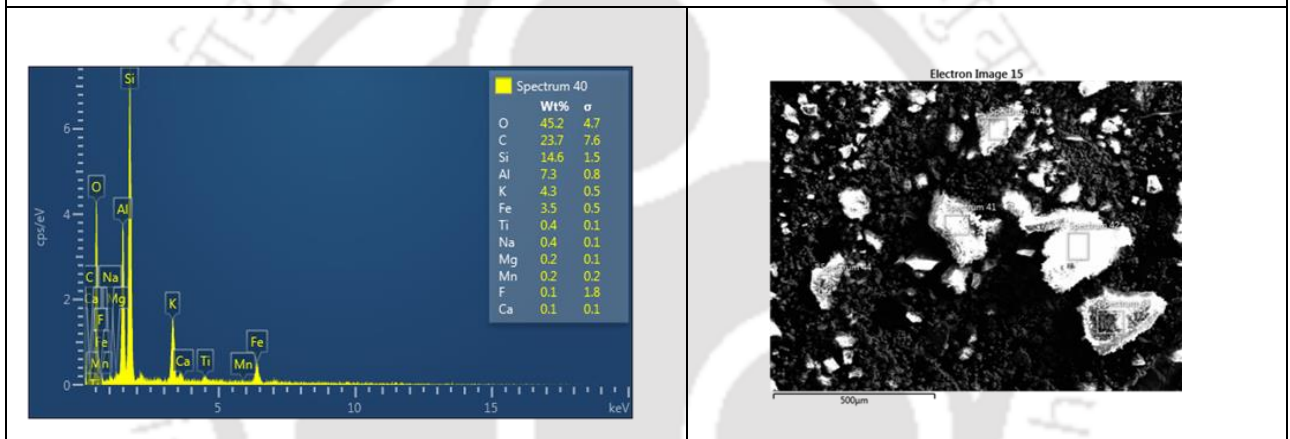 Spectrum 40
Wt% σ
O 45.2 4.7
C 23.7 7.6
Si 14.6 1.5
Al 7.3 0.8
K 4.3 0.5
Fe 3.5 0.5
Ti 0.4 0.1
Na 0.4 0.1
Mg 0.2 0.1
Mn 0.2 0.2
F 0.1 1.8
Ca 0.1 0.1
cps/eV
6
4
2
0
5
10
15
keV
Si
O
Al
C
Na
Ca
Mg
F
Fe
Mn
K
Ca
Ti
Mn
Fe
Electron Image 15
Spectrum 40
Spectrum 41
500µm